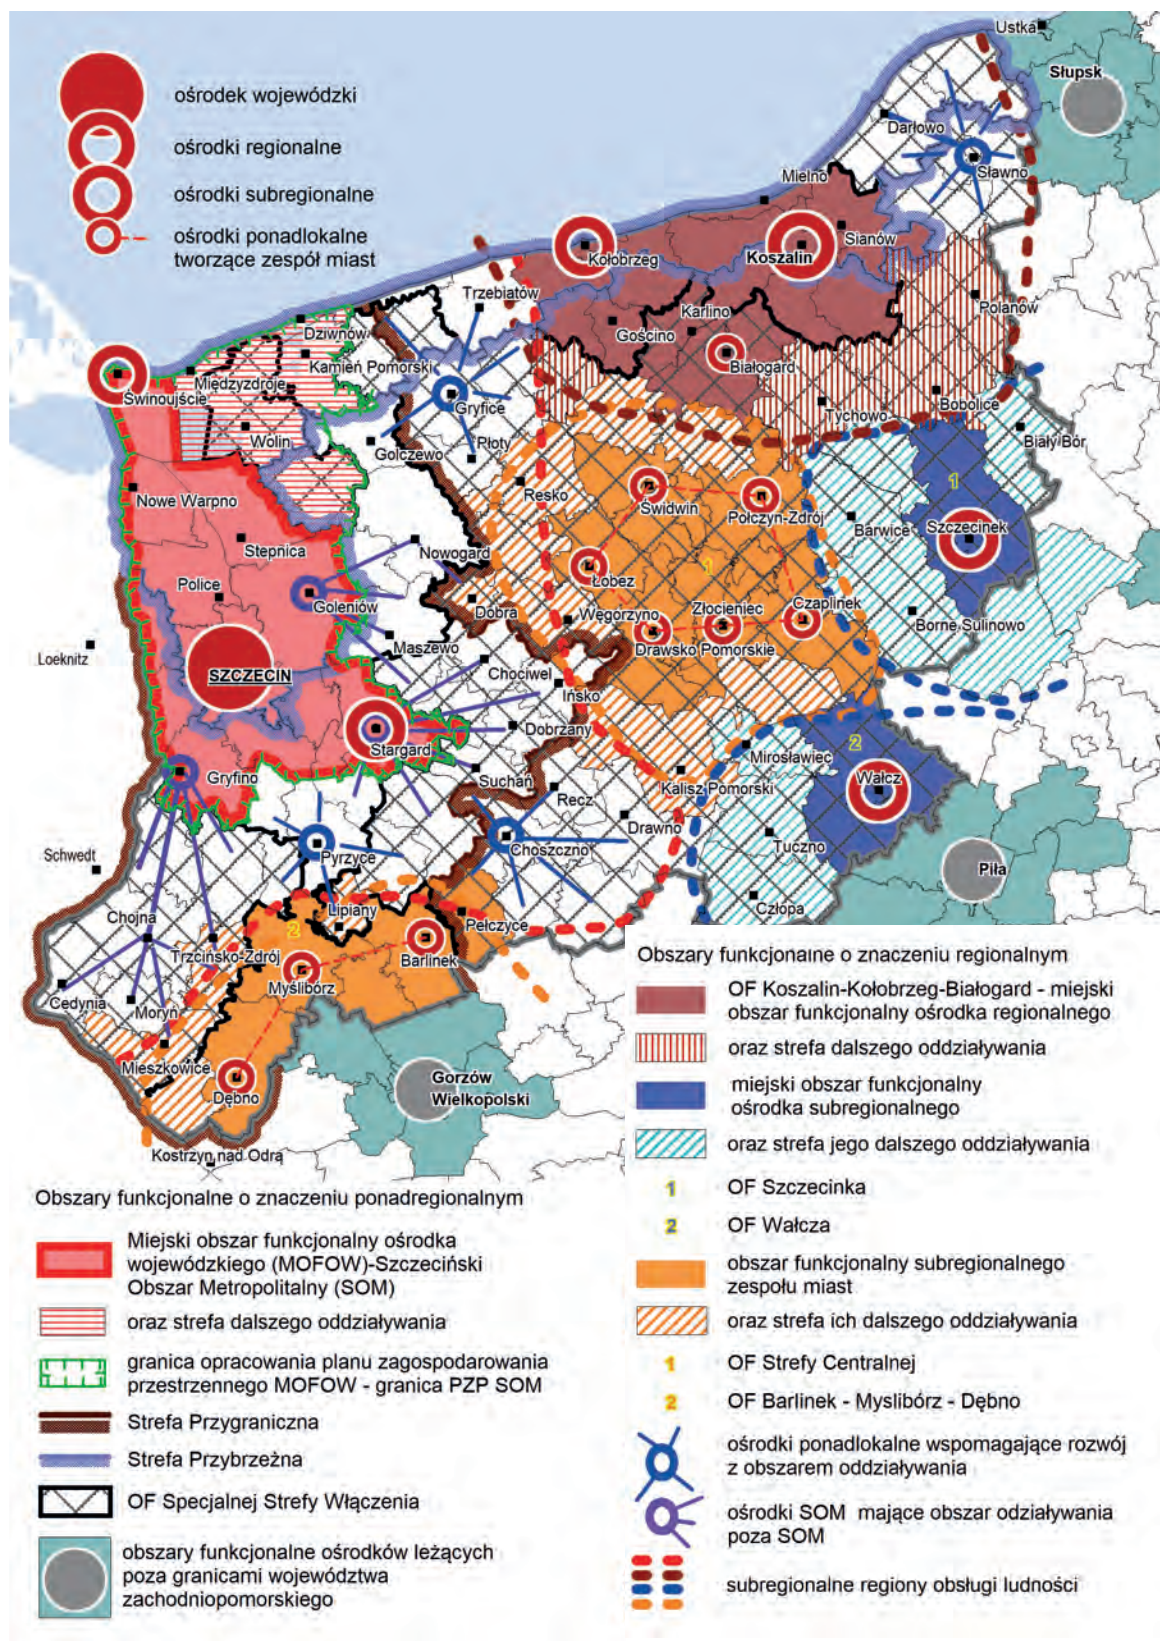 ośrodek wojewódzki
ośrodki regionalne
ośrodki subregionalne
ośrodki ponadlokalne
tworzące zespół miast
Ustka
Słupsk
Darłowo
Sławno
Mielno
Sianów
Kołobrzeg
Koszalin
Polanów
Trzebiatów
Karlino
Gościno
Dziwnów
Kamień Pomorski
Białogard
Międzyzdroje
Świnoujście
Gryfice
Tychowo
Bobolice
Wolin
Golczewo
Płoty
Biały Bór
Nowe Warpno
Resko
Świdwin
Połczyn-Zdrój
1
Barwice
Szczecinek
Stepnica
Nowogard
Police
Goleniów
Łobez
1
Dobra
Węgorzyno
Złocieniec
Czaplinek
Borne Sulinowo
Loeknitz
Maszewo
Drawsko Pomorskie
SZCZECIN
Chociwel
Ińsko
Stargard
Dobrzany
2
Mirosławiec
Gryfino
Suchań
Kalisz Pomorski
Wałcz
Recz
Drawno
Schwedt
Pyrzyce
Choszczno
Tuczno
Piła
Człopa
Chojna
Lipiany
Pełczyce
2
Trzcińsko-Zdrój
Barlinek
Myślibórz
Cedynia
Moryń
Mieszkowice
Dębno
Gorzów
Wielkopolski
Kostrzyn nad Odrą
Obszary funkcjonalne o znaczeniu ponadregionalnym
Miejski obszar funkcjonalny ośrodka
wojewódzkiego (MOFOW)-Szczeciński
Obszar Metropolitalny (SOM)
oraz strefa dalszego oddziaływania
granica opracowania planu zagospodarowania
przestrzennego MOFOW - granica PZP SOM
Strefa Przygraniczna
Strefa Przybrzeżna
OF Specjalnej Strefy Włączenia
obszary funkcjonalne ośrodków leżących
poza granicami województwa
zachodniopomorskiego
Obszary funkcjonalne o znaczeniu regionalnym
OF Koszalin-Kołobrzeg-Białogard - miejski
obszar funkcjonalny ośrodka regionalnego
oraz strefa dalszego oddziaływania
miejski obszar funkcjonalny
ośrodka subregionalnego
oraz strefa jego dalszego oddziaływania
1 OF Szczecinka
2 OF Wałcza
obszar funkcjonalny subregionalnego
zespołu miast
oraz strefa ich dalszego oddziaływania
1 OF Strefy Centralnej
2 OF Barlinek - Myslibórz - Dębno
ośrodki ponadlokalne wspomagające rozwój
z obszarem oddziaływania
ośrodki SOM mające obszar odziaływania
poza SOM
subregionalne regiony obsługi ludności